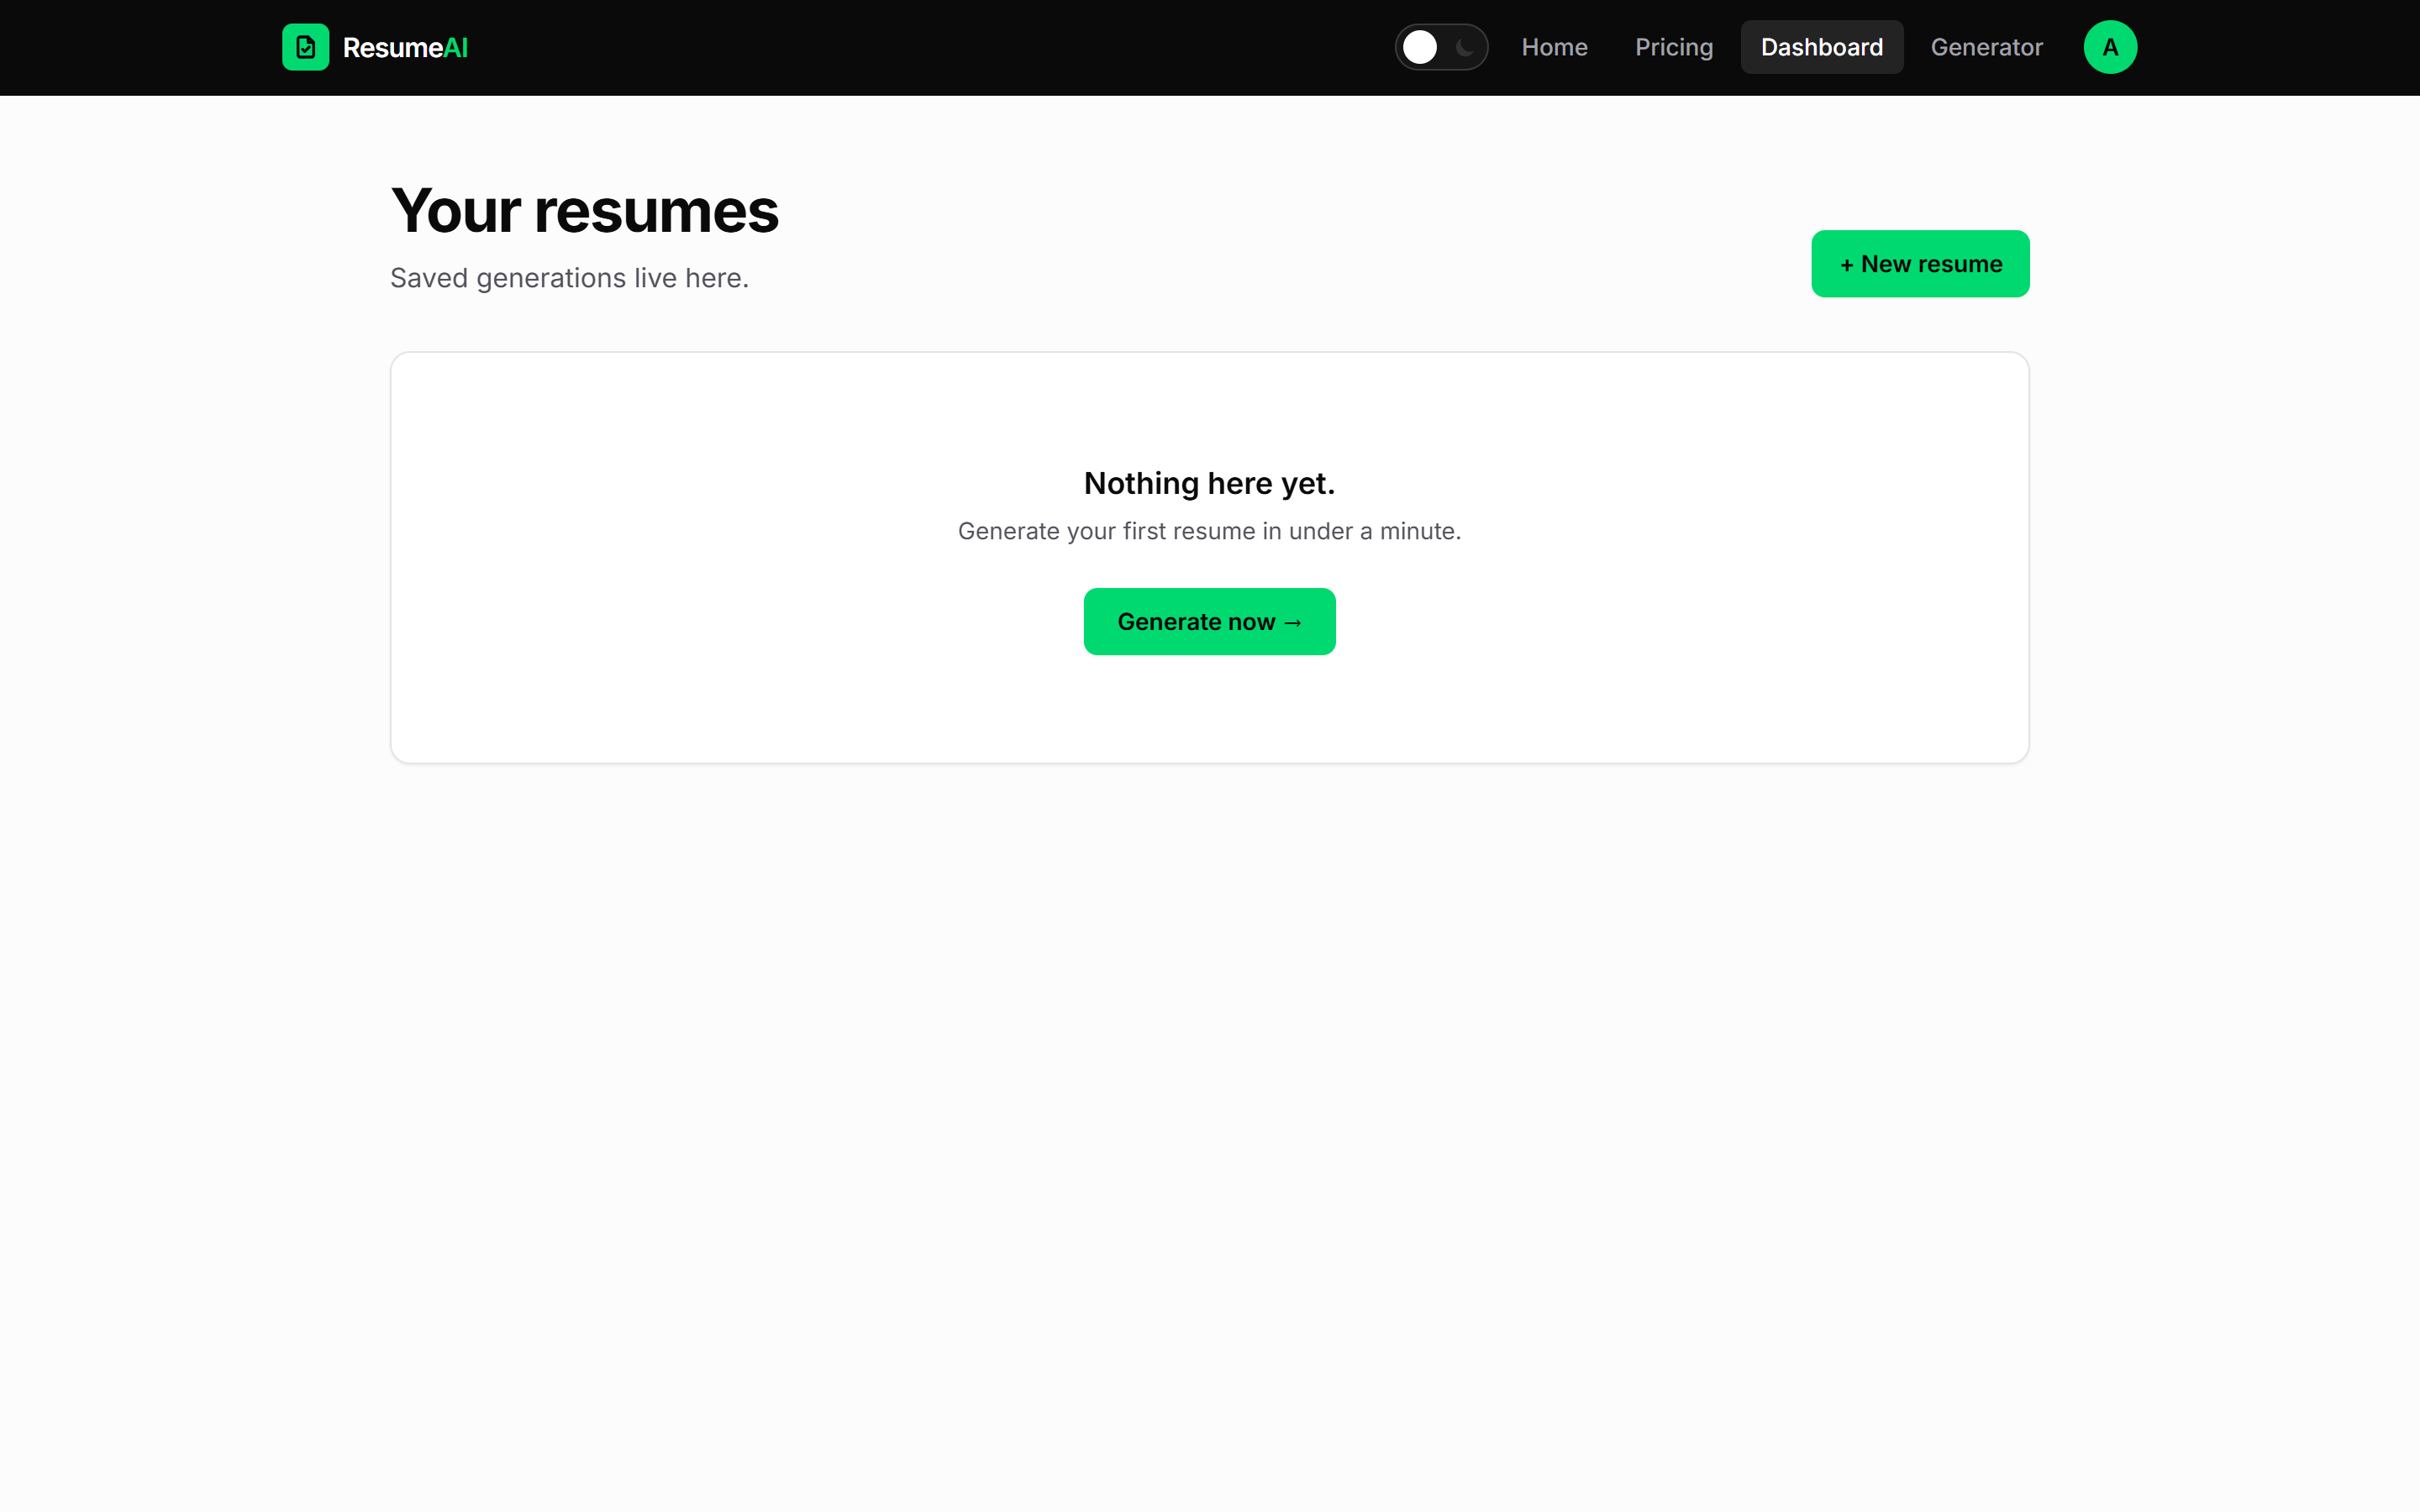 ResumeAI
Home
Pricing
Dashboard
Generator
A
Your resumes
Saved generations live here.
+ New resume
Nothing here yet.
Generate your first resume in under a minute.
Generate now →